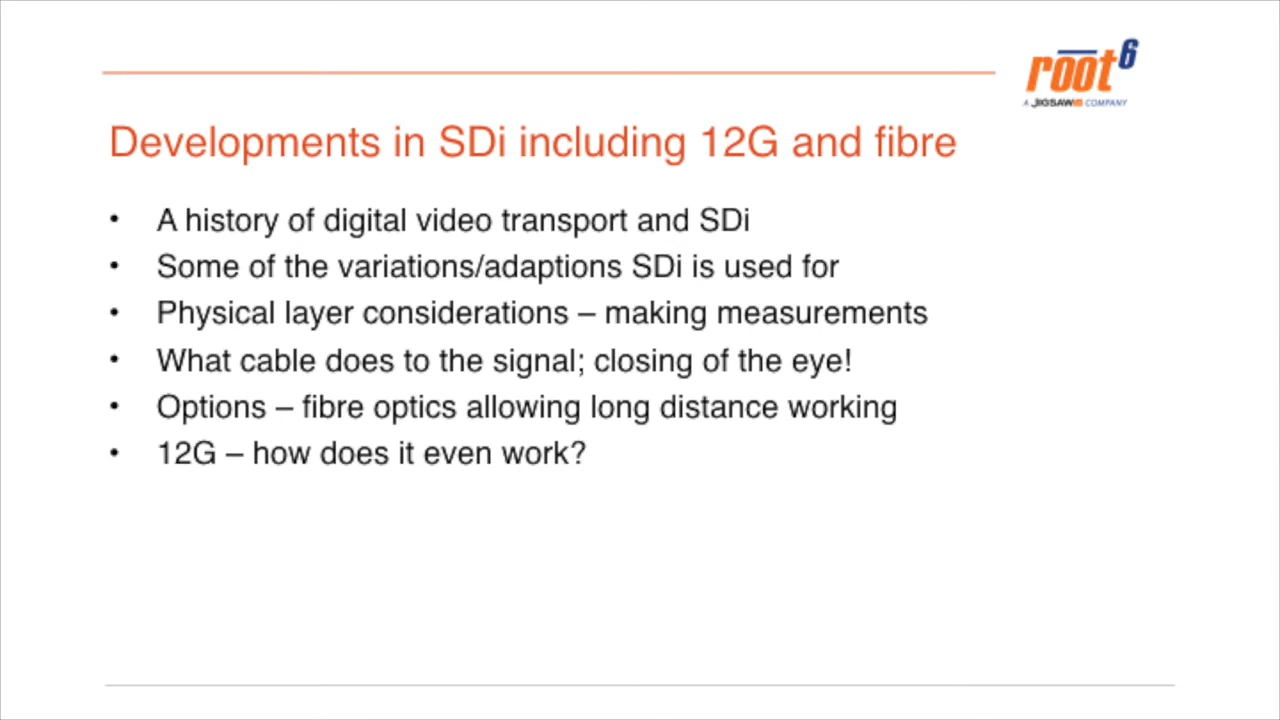 root6
A JIGSAW24 COMPANY
Developments in SDi including 12G and fibre
• A history of digital video transport and SDi
• Some of the variations/adaptions SDi is used for
• Physical layer considerations – making measurements
• What cable does to the signal; closing of the eye!
• Options – fibre optics allowing long distance working
• 12G – how does it even work?